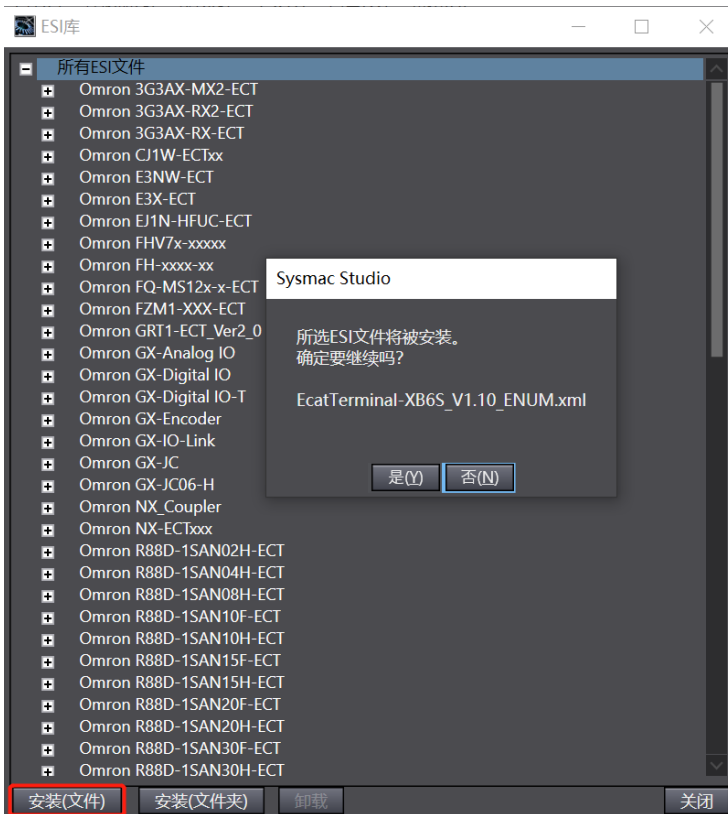 ESI库
所有ESI文件
Omron 3G3AX-MX2-ECT
Omron 3G3AX-RX2-ECT
Omron 3G3AX-RX-ECT
Omron CJ1W-ECTxx
Omron E3NW-ECT
Omron E3X-ECT
Omron EJ1N-HFUC-ECT
Omron FHV7x-xxxxx
Omron FH-xxxx-xx
Omron FQ-MS12x-x-ECT
Omron FZM1-XXX-ECT
Omron GRT1-ECT_Ver2_0
Omron GX-Analog IO
Omron GX-Digital IO
Omron GX-Digital IO-T
Omron GX-Encoder
Omron GX-IO-Link
Omron GX-JC
Omron GX-JC06-H
Omron NX_Coupler
Omron NX-ECTxxx
Omron R88D-1SAN02H-ECT
Omron R88D-1SAN04H-ECT
Omron R88D-1SAN08H-ECT
Omron R88D-1SAN10F-ECT
Omron R88D-1SAN10H-ECT
Omron R88D-1SAN15F-ECT
Omron R88D-1SAN15H-ECT
Omron R88D-1SAN20F-ECT
Omron R88D-1SAN20H-ECT
Omron R88D-1SAN30F-ECT
Omron R88D-1SAN30H-ECT
Sysmac Studio
所选ESI文件将被安装。
确定要继续吗?
EcatTerminal-XB6S_V1.10_ENUM.xml
是(Y) 否(N)
安装(文件) 安装(文件夹) 卸载 关闭